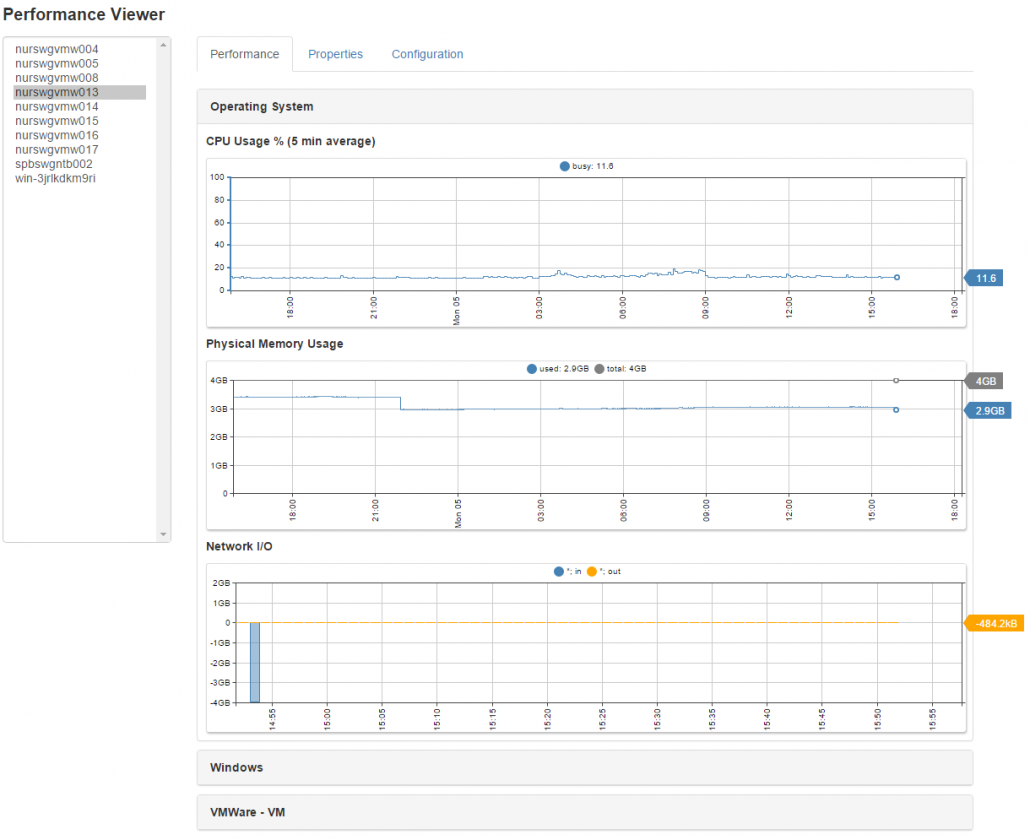 Performance Viewer
nurswgvmw004
nurswgvmw005
nurswgvmw008
nurswgvmw013
nurswgvmw014
nurswgvmw015
nurswgvmw016
nurswgvmw017
spbswgntb002
win-3jrlkdkm9ri
Performance Properties Configuration
Operating System
CPU Usage % (5 min average)
busy: 11.6
100
80
60
40
20
0
11.6
18:00 21:00 Mon 05 03:00 06:00 09:00 12:00 15:00 18:00
Physical Memory Usage
used: 2.9GB total: 4GB
4GB
3GB
2GB
1GB
0
4GB
2.9GB
18:00 21:00 Mon 05 03:00 06:00 09:00 12:00 15:00 18:00
Network I/O
*: in *: out
2GB
1GB
0
-1GB
-2GB
-3GB
-4GB
-484.2kB
14:55 15:00 15:05 15:10 15:15 15:20 15:25 15:30 15:35 15:40 15:45 15:50 15:55
Windows
VMWare - VM